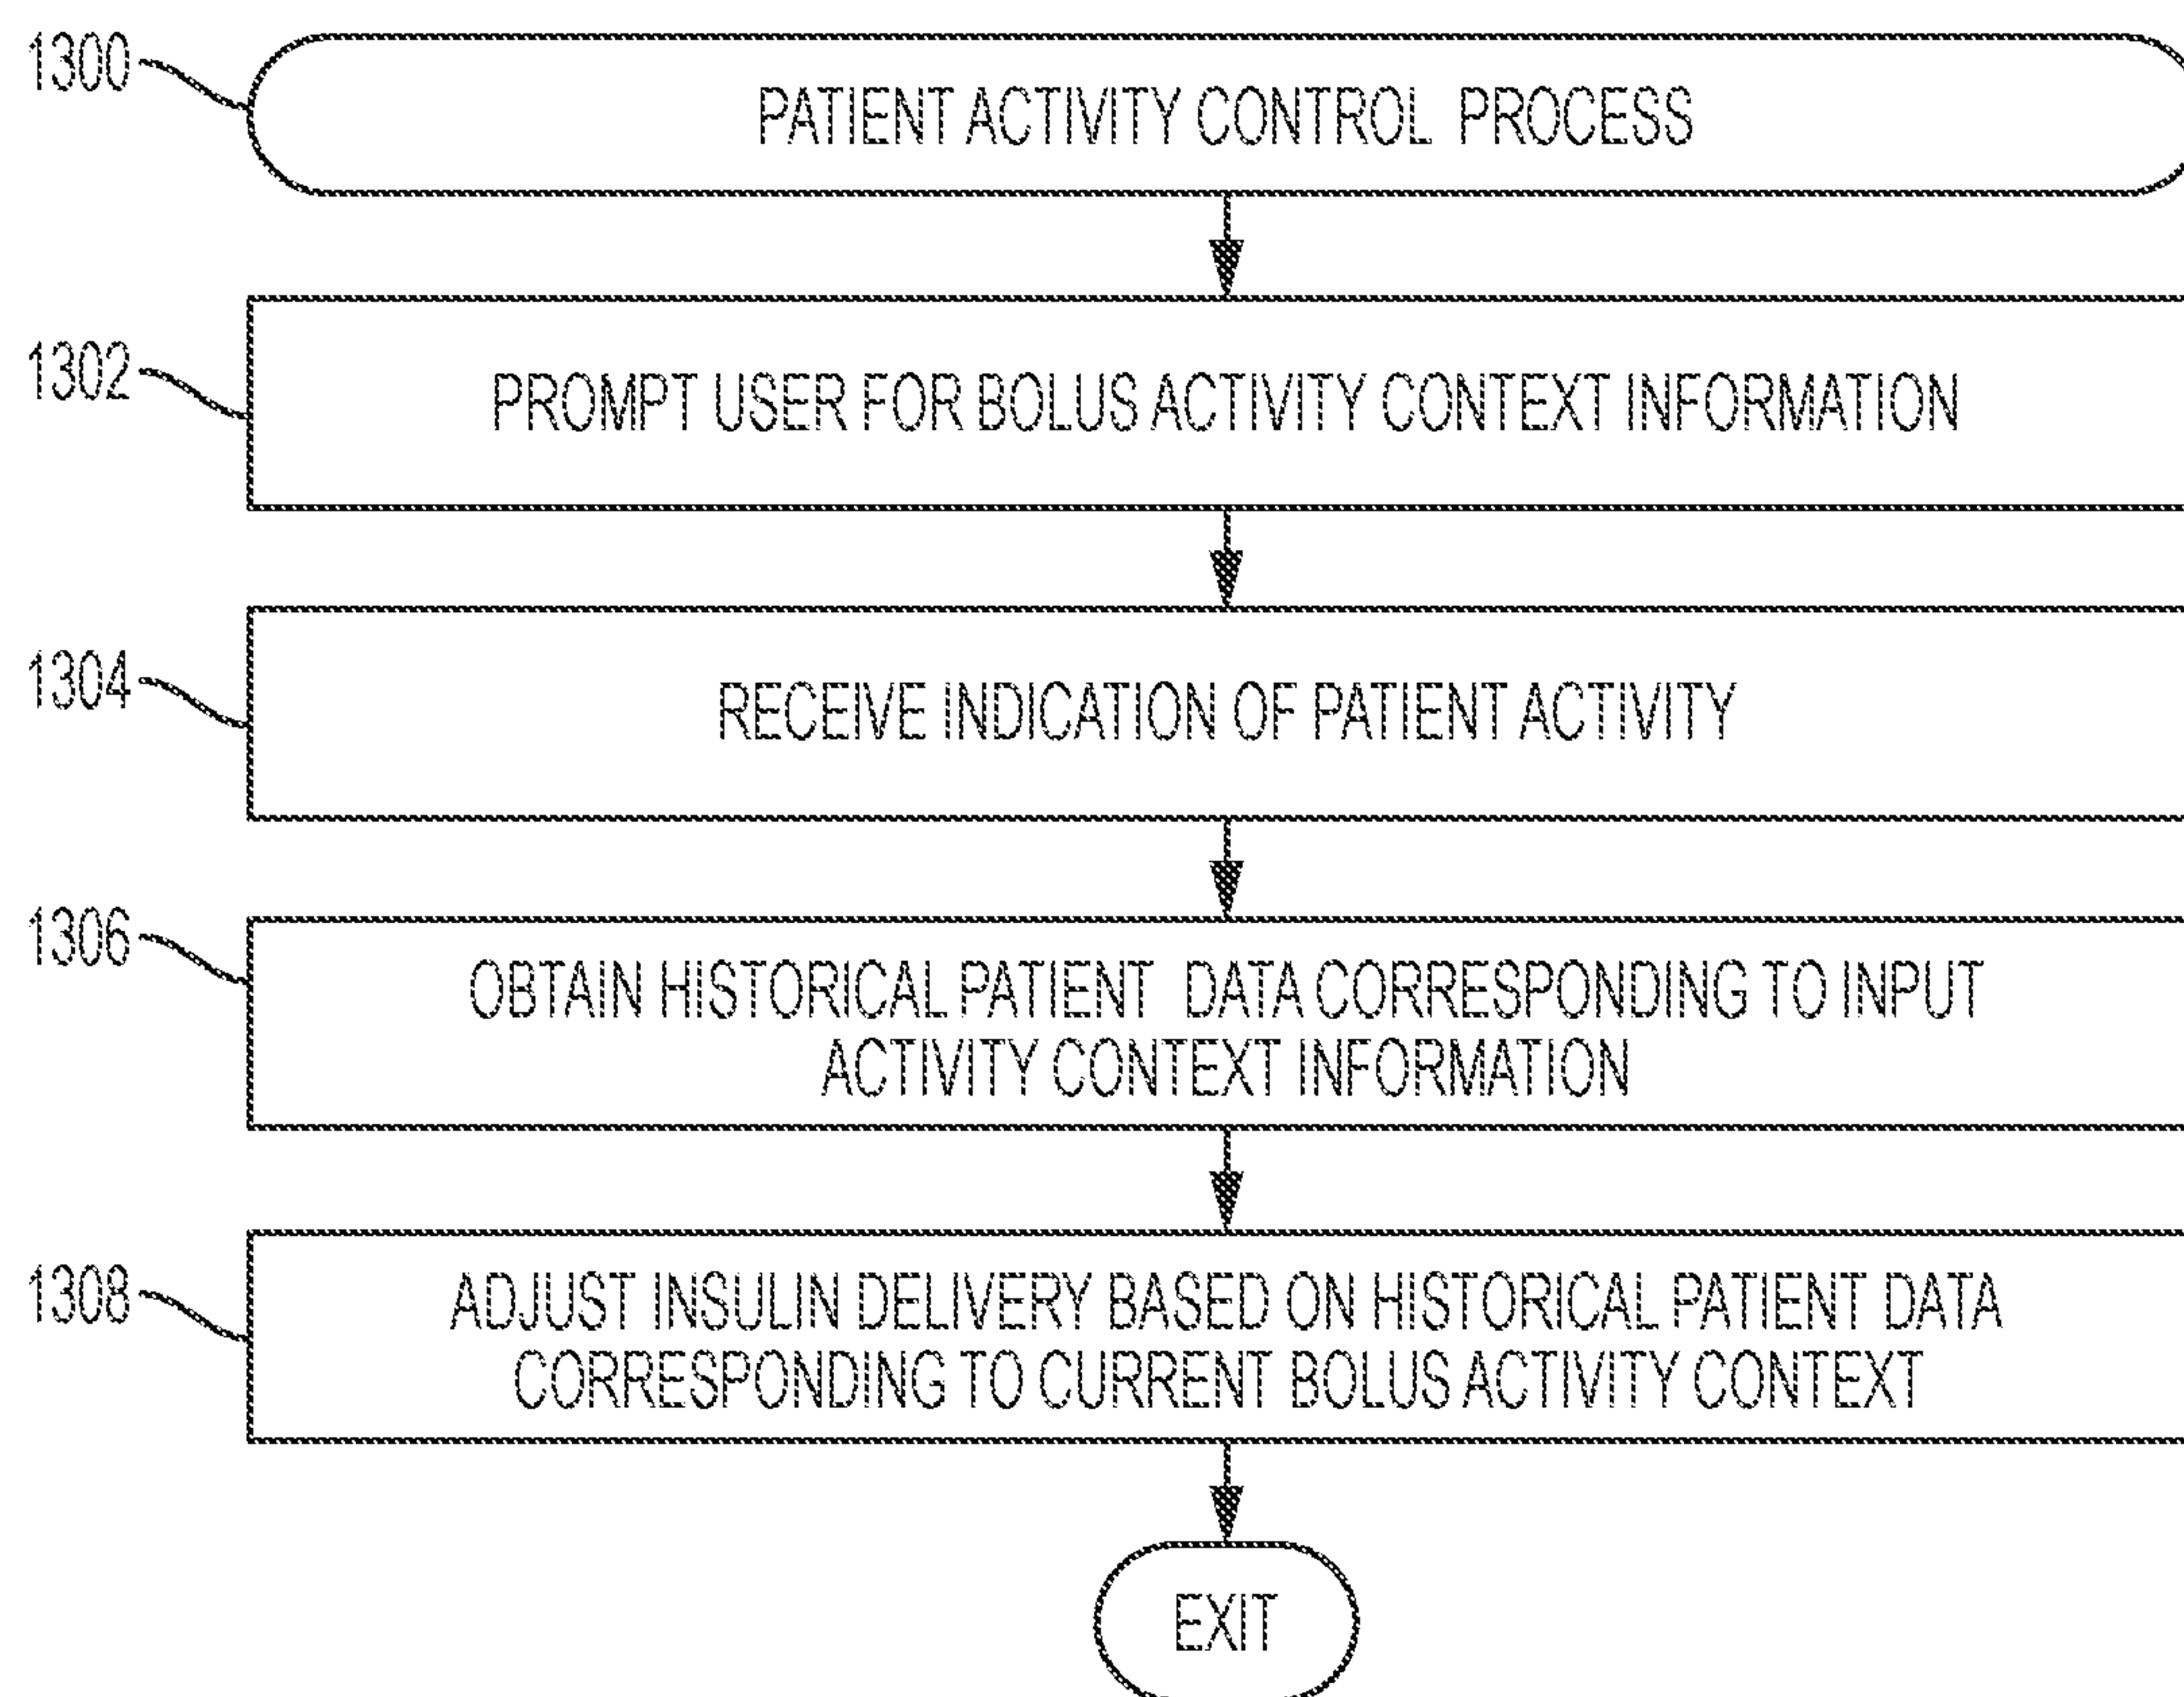 1300
PATIENT ACTIVITY CONTROL PROCESS
1302
PROMPT USER FOR BOLUS ACTIVITY CONTEXT INFORMATION
1304
RECEIVE INDICATION OF PATIENT ACTIVITY
1306
OBTAIN HISTORICAL PATIENT DATA CORRESPONDING TO INPUT
ACTIVITY CONTEXT INFORMATION
1308
ADJUST INSULIN DELIVERY BASED ON HISTORICAL PATIENT DATA
CORRESPONDING TO CURRENT BOLUS ACTIVITY CONTEXT
EXIT